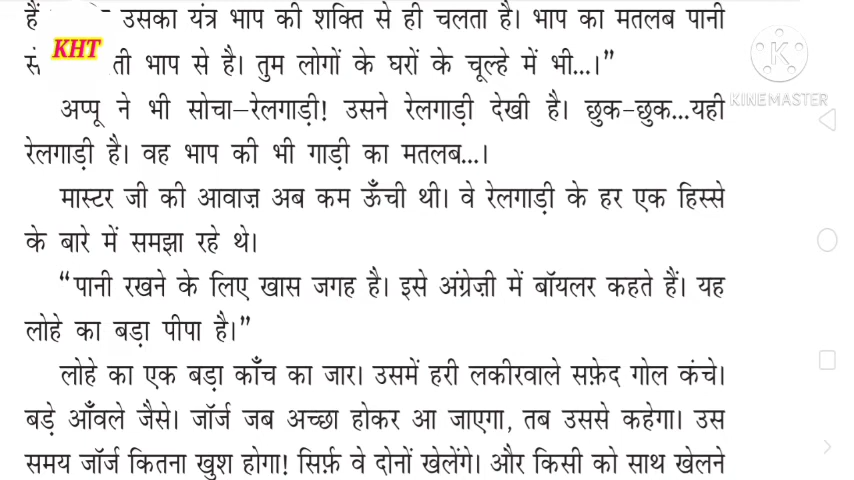 हैं उसका यंत्र भाप की शक्ति से ही चलता है। भाप का मतलब पानी
KHT
ती भाप से है। तुम लोगों के घरों के चूल्हे में भी...।”
KINEMASTER
अप्पू ने भी सोचा–रेलगाड़ी! उसने रेलगाड़ी देखी है। छुक-छुक...यही
रेलगाड़ी है। वह भाप की भी गाड़ी का मतलब...।
मास्टर जी की आवाज़ अब कम ऊँची थी। वे रेलगाड़ी के हर एक हिस्से
के बारे में समझा रहे थे।
“पानी रखने के लिए खास जगह है। इसे अंग्रेज़ी में बॉयलर कहते हैं। यह
लोहे का बड़ा पीपा है।”
लोहे का एक बड़ा काँच का जार। उसमें हरी लकीरवाले सफ़ेद गोल कंचे।
बड़े आँवले जैसे। जॉर्ज जब अच्छा होकर आ जाएगा, तब उससे कहेगा। उस
समय जॉर्ज कितना खुश होगा! सिर्फ़ वे दोनों खेलेंगे। और किसी को साथ खेलने